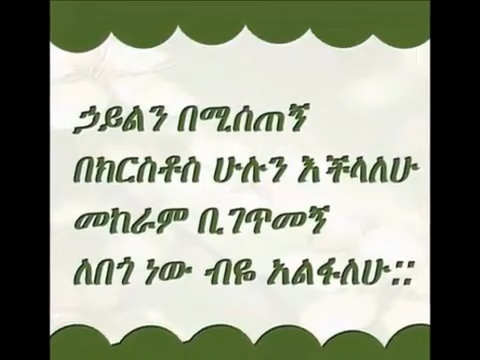 ኃይልን በሚሰጠኝ
በክርስቶስ ሁሉን እችላለሁ
መከራም ቢገጥመኝ
ለበጎ ነው ብዬ አልፋለሁ::